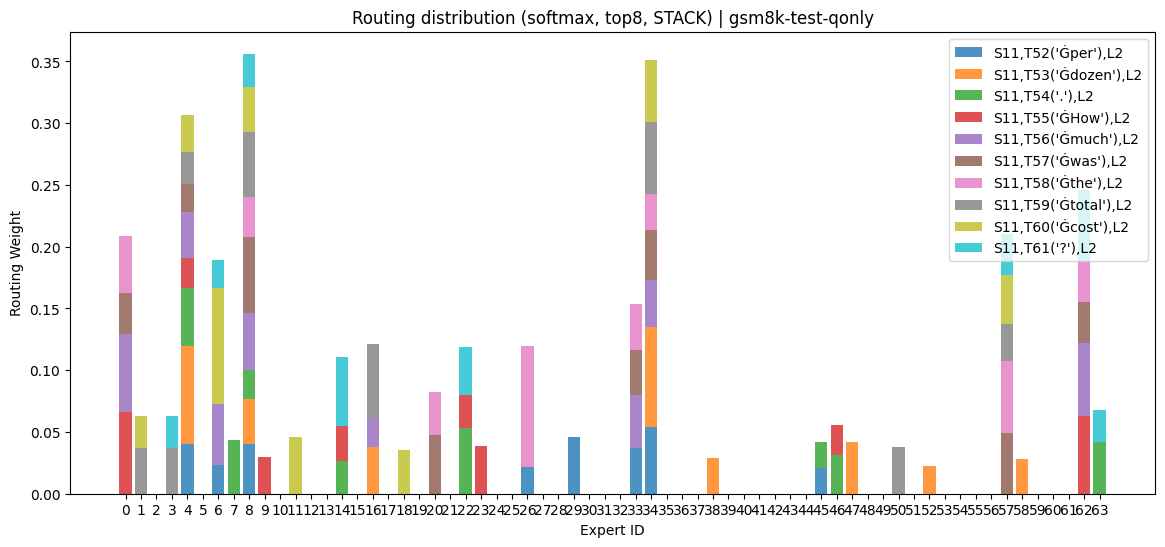 Routing distribution (softmax, top8, STACK) | gsm8k-test-qonly
Routing Weight
0.35
0.30
0.25
0.20
0.15
0.10
0.05
0.00
S11,T52('Ġper'),L2
S11,T53('Ġdozen'),L2
S11,T54('.'),L2
S11,T55('ĠHow'),L2
S11,T56('Ġmuch'),L2
S11,T57('Ġwas'),L2
S11,T58('Ġthe'),L2
S11,T59('Ġtotal'),L2
S11,T60('Ġcost'),L2
S11,T61('?'),L2
0 1 2 3 4 5 6 7 8 9 10 11 12 13 14 15 16 17 18 19 20 21 22 23 24 25 26 27 28 29 30 31 32 33 34 35 36 37 38 39 40 41 42 43 44 45 46 47 48 49 50 51 52 53 54 55 56 57 58 59 60 61 62 63
Expert ID